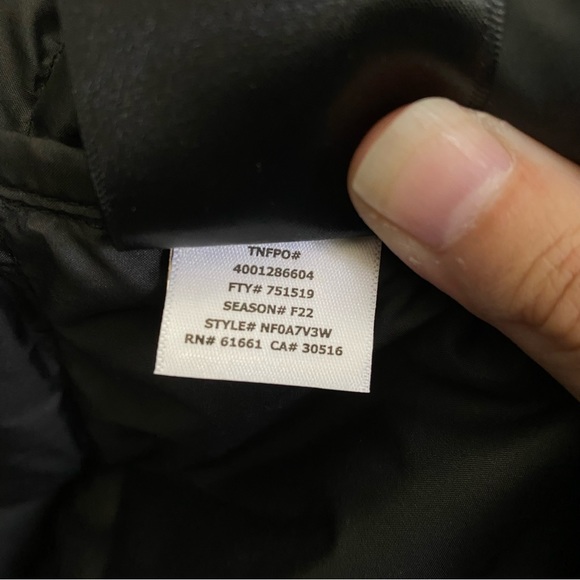 TNFPO#
4001286604
FTY# 751519
SEASON# F22
STYLE# NF0A7V3W
RN# 61661 CA# 30516